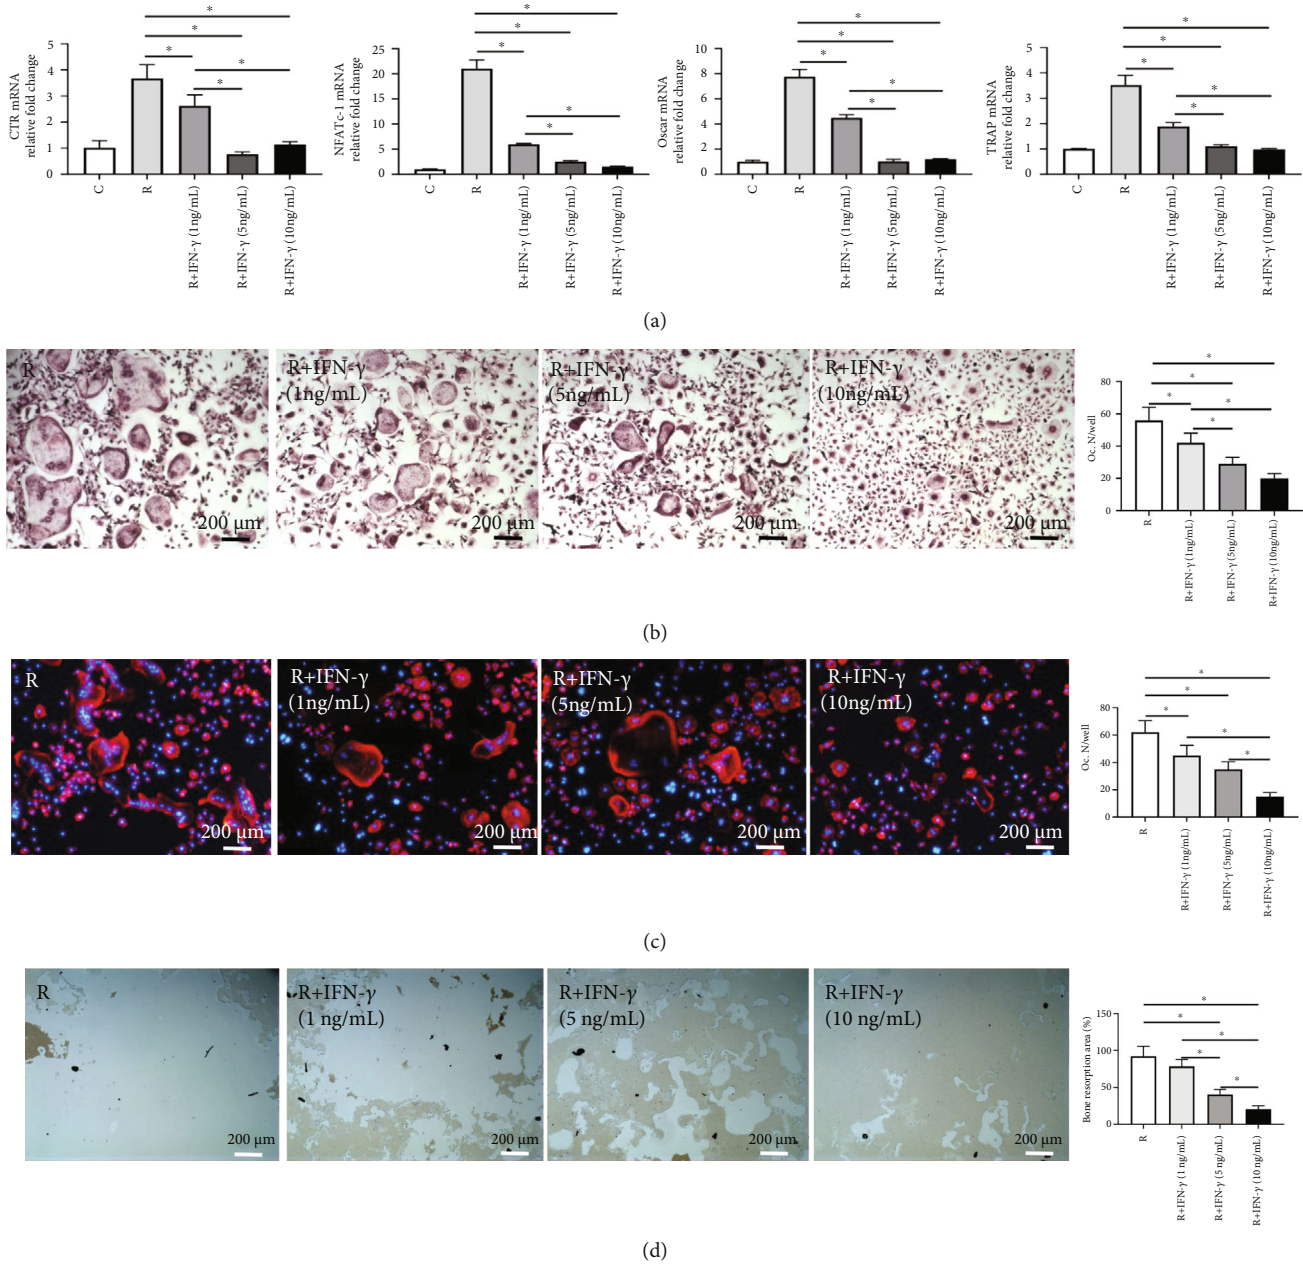 CTR mRNA
relative fold change
5
4
3
2
1
0
*
*
*
*
*
C
R
R+IFN-γ (1ng/mL)
R+IFN-γ (5ng/mL)
R+IFN-γ (10ng/mL)
NFATc-1 mRNA
relative fold change
25
20
15
10
5
0
*
*
*
*
*
C
R
R+IFN-γ (1ng/mL)
R+IFN-γ (5ng/mL)
R+IFN-γ (10ng/mL)
Oscar mRNA
relative fold change
10
8
6
4
2
0
*
*
*
*
*
C
R
R+IFN-γ (1ng/mL)
R+IFN-γ (5ng/mL)
R+IFN-γ (10ng/mL)
TRAP mRNA
relative fold change
5
4
3
2
1
0
*
*
*
*
*
C
R
R+IFN-γ (1ng/mL)
R+IFN-γ (5ng/mL)
R+IFN-γ (10ng/mL)
(a)
R
200 μm
R+IFN-γ
(1ng/mL)
200 μm
R+IFN-γ
(5ng/mL)
200 μm
R+IFN-γ
(10ng/mL)
200 μm
Oc. N/well
80
60
40
20
0
*
*
*
*
*
R
R+IFN-γ (1ng/mL)
R+IFN-γ (5ng/mL)
R+IFN-γ (10ng/mL)
(b)
R
200 μm
R+IFN-γ
(1ng/mL)
200 μm
R+IFN-γ
(5ng/mL)
200 μm
R+IFN-γ
(10ng/mL)
200 μm
Oc. N/well
80
60
40
20
0
*
*
*
*
*
R
R+IFN-γ (1ng/mL)
R+IFN-γ (5ng/mL)
R+IFN-γ (10ng/mL)
(c)
R
200 μm
R+IFN-γ
(1 ng/mL)
200 μm
R+IFN-γ
(5 ng/mL)
200 μm
R+IFN-γ
(10 ng/mL)
200 μm
Bone resorption area (%)
150
100
50
0
*
*
*
*
*
R
R+IFN-γ (1 ng/mL)
R+IFN-γ (5 ng/mL)
R+IFN-γ (10 ng/mL)
(d)